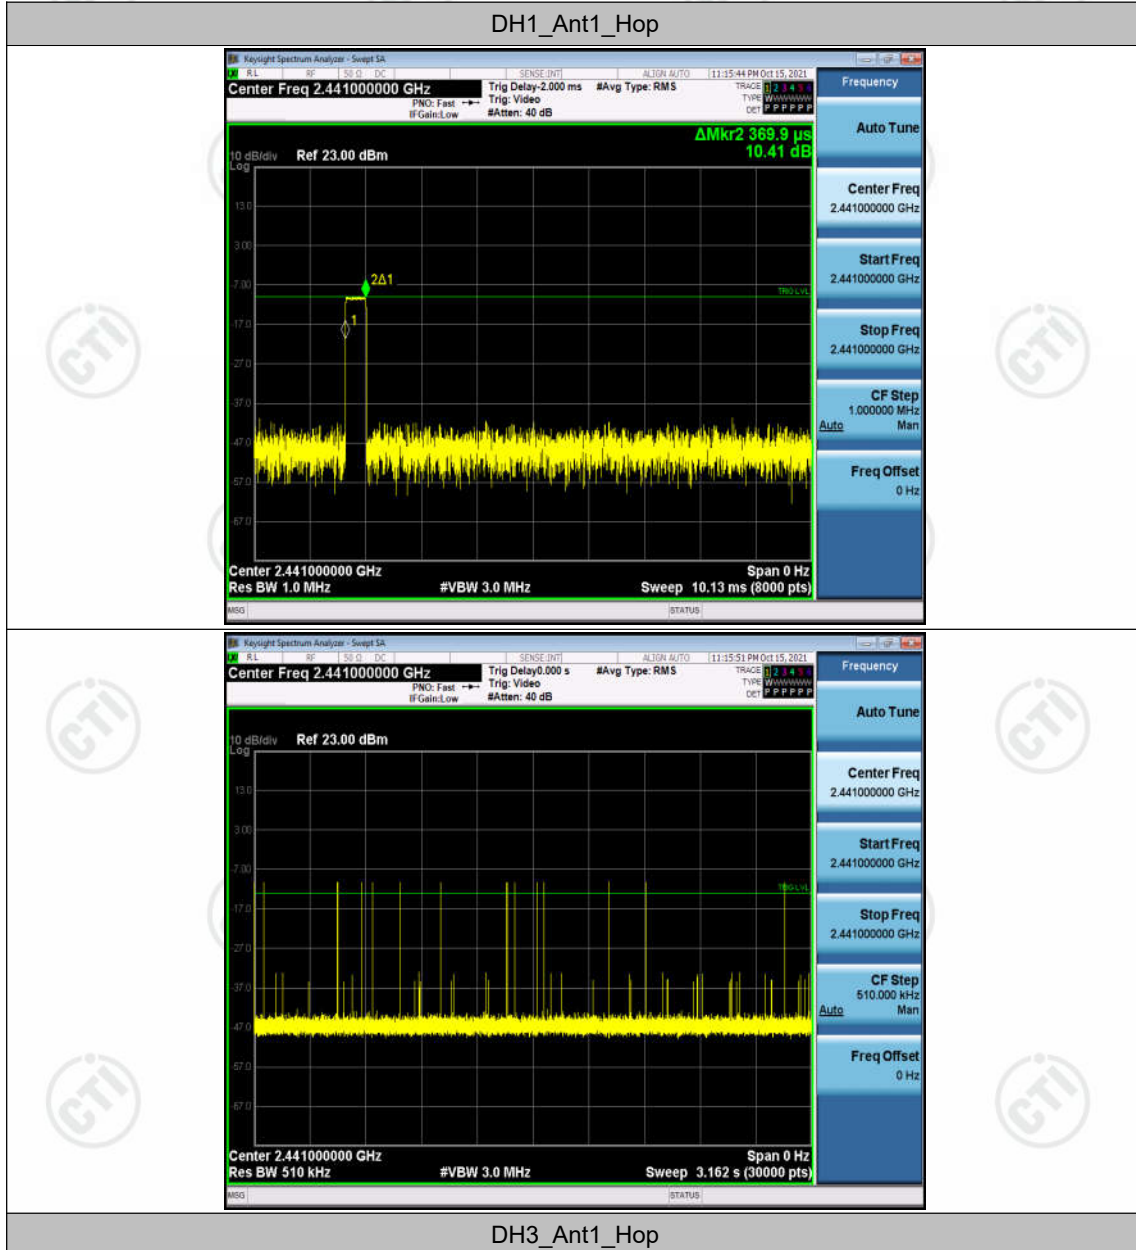 DH1_Ant1_Hop
Keysight Spectrum Analyzer - Swept SA
RL RF 50 Ω DC SENSE:INT ALIGN AUTO 11:15:44 PM Oct 15, 2021
Center Freq 2.441000000 GHz
PNO: Fast
IFGain:Low
Trig Delay-2.000 ms
Trig: Video
#Atten: 40 dB
#Avg Type: RMS
TRACE 1 2 3 4 5 6
TYPE WWWWWW
DET P P P P P P
ΔMkr2 369.9 µs
10.41 dB
10 dB/div Ref 23.00 dBm
Log
13.0
3.00
-7.00
-17.0
-27.0
-37.0
-47.0
-57.0
-67.0
2Δ1
1
TRIG LVL
Center 2.441000000 GHz Span 0 Hz
Res BW 1.0 MHz #VBW 3.0 MHz Sweep 10.13 ms (8000 pts)
MSG STATUS
Frequency
Auto Tune
Center Freq
2.441000000 GHz
Start Freq
2.441000000 GHz
Stop Freq
2.441000000 GHz
CF Step
1.000000 MHz
Auto Man
Freq Offset
0 Hz
Keysight Spectrum Analyzer - Swept SA
RL RF 50 Ω DC SENSE:INT ALIGN AUTO 11:15:51 PM Oct 15, 2021
Center Freq 2.441000000 GHz
PNO: Fast
IFGain:Low
Trig Delay0.000 s
Trig: Video
#Atten: 40 dB
#Avg Type: RMS
TRACE 1 2 3 4 5 6
TYPE WWWWWW
DET P P P P P P
10 dB/div Ref 23.00 dBm
Log
13.0
3.00
-7.00
-17.0
-27.0
-37.0
-47.0
-57.0
-67.0
TRIG LVL
Center 2.441000000 GHz Span 0 Hz
Res BW 510 kHz #VBW 3.0 MHz Sweep 3.162 s (30000 pts)
MSG STATUS
Frequency
Auto Tune
Center Freq
2.441000000 GHz
Start Freq
2.441000000 GHz
Stop Freq
2.441000000 GHz
CF Step
510.000 kHz
Auto Man
Freq Offset
0 Hz
CTI
CTI
CTI
CTI
CTI
CTI
DH3_Ant1_Hop